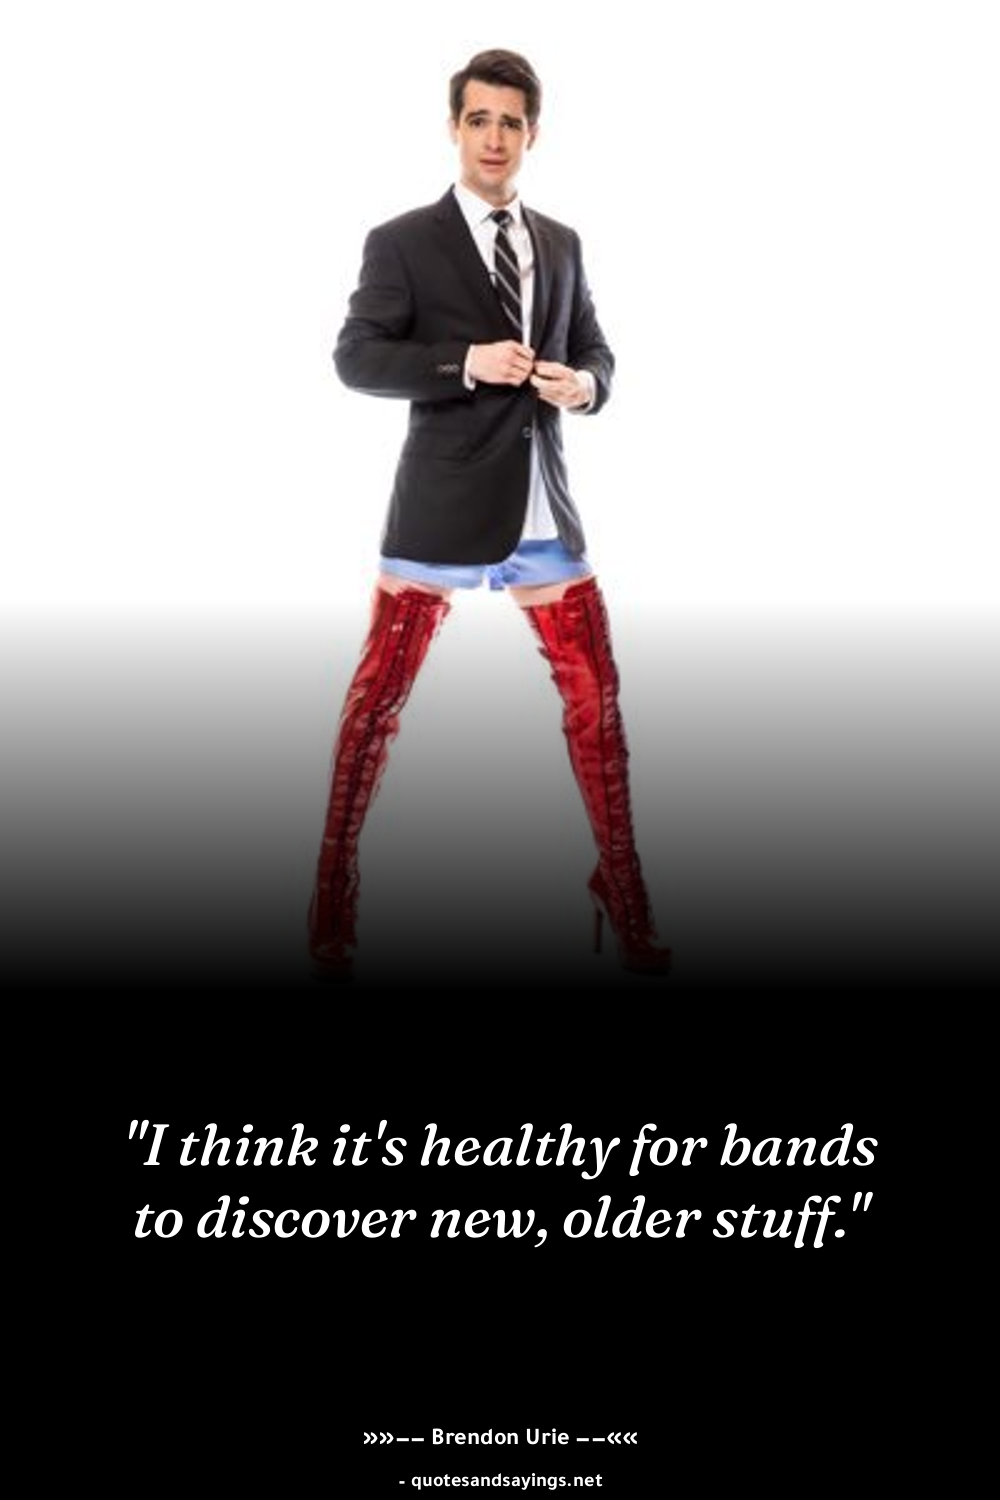 "I think it's healthy for bands
to discover new, older stuff."
»»–– Brendon Urie ––««
- quotesandsayings.net